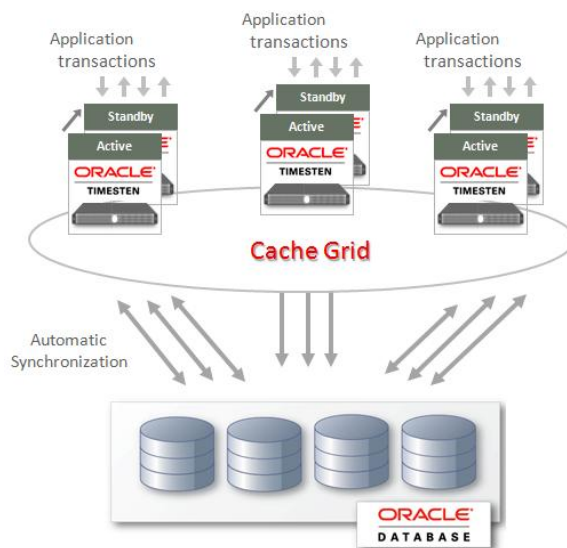 Application
transactions
Application
transactions
Application
transactions
Standby
Active
ORACLE®
TIMESTEN
Standby
Active
ORACLE®
TIMESTEN
Standby
Active
ORACLE®
TIMESTEN
Cache Grid
Automatic
Synchronization
ORACLE®
DATABASE